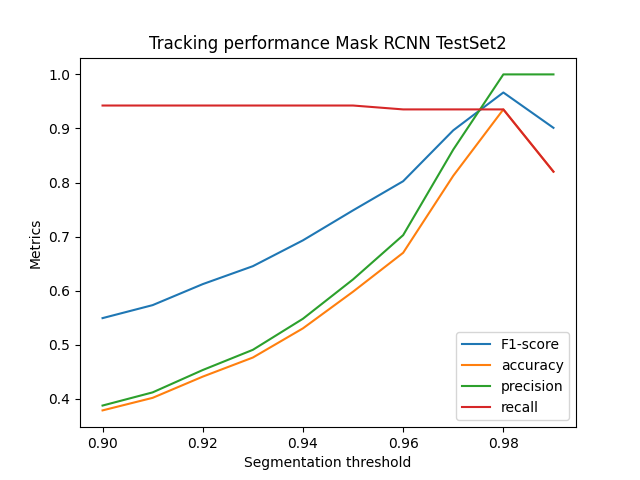 Tracking performance Mask RCNN TestSet2
1.0
0.9
0.8
0.7
0.6
0.5
0.4
Metrics
F1-score
accuracy
precision
recall
0.90 0.92 0.94 0.96 0.98
Segmentation threshold